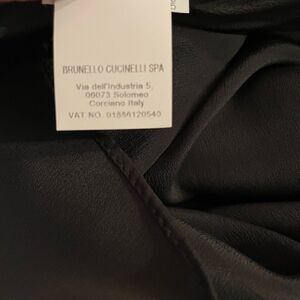 BRUNELLO CUCINELLI SPA
Via dell'Industria 5,
06073 Solomeo
Corciano Italy
VAT NO. 01886120540